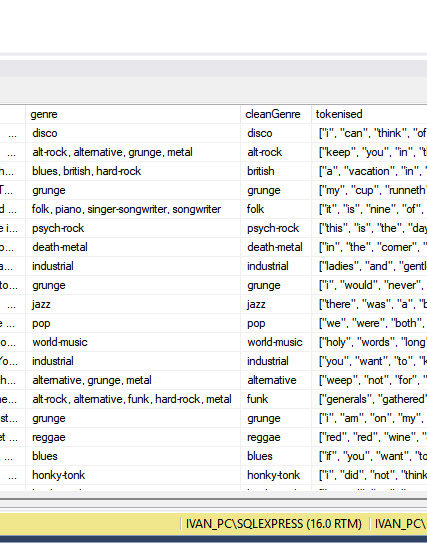 genre cleanGenre tokenised
... disco disco ["i", "can", "think", "of
... alt-rock, alternative, grunge, metal alt-rock ["keep", "you", "in", "t
h... blues, british, hard-rock british ["a", "vacation", "in",
T... grunge grunge ["my", "cup", "runneth
d ... folk, piano, singer-songwriter, songwriter folk ["it", "is", "nine", "of",
e i... psych-rock psych-rock ["this", "is", "the", "day
... death-metal death-metal ["in", "the", "corner",
a... industrial industrial ["ladies", "and", "gentl
to... grunge grunge ["i", "would", "never",
... jazz jazz ["there", "was", "a", "b
e ... pop pop ["we", "were", "both",
o... world-music world-music ["holy", "words", "long"
Yo... industrial industrial ["you", "want", "to", "k
h... alternative, grunge, metal alternative ["weep", "not", "for",
ne... alt-rock, alternative, funk, hard-rock, metal funk ["generals", "gathered"
st... grunge grunge ["i", "am", "on", "my",
et ... reggae reggae ["red", "red", "wine",
, ... blues blues ["if", "you", "want", "to
... honky-tonk honky-tonk ["i", "did", "not", "think
IVAN_PC\SQLEXPRESS (16.0 RTM) IVAN_PC\